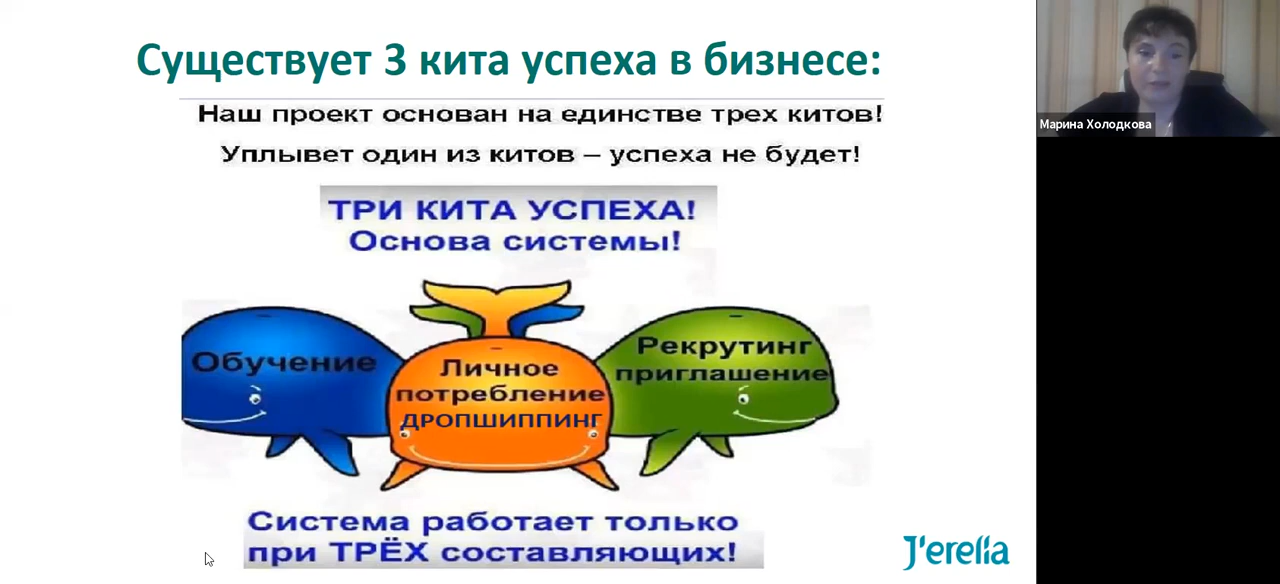 Существует 3 кита успеха в бизнесе:
Наш проект основан на единстве трех китов!
Уплывет один из китов – успеха не будет!
ТРИ КИТА УСПЕХА!
Основа системы!
Обучение
Личное
потребление
ДРОПШИППИНГ
Рекрутинг
приглашение
Система работает только
при ТРЁХ составляющих!
J'erelia
Марина Холодкова